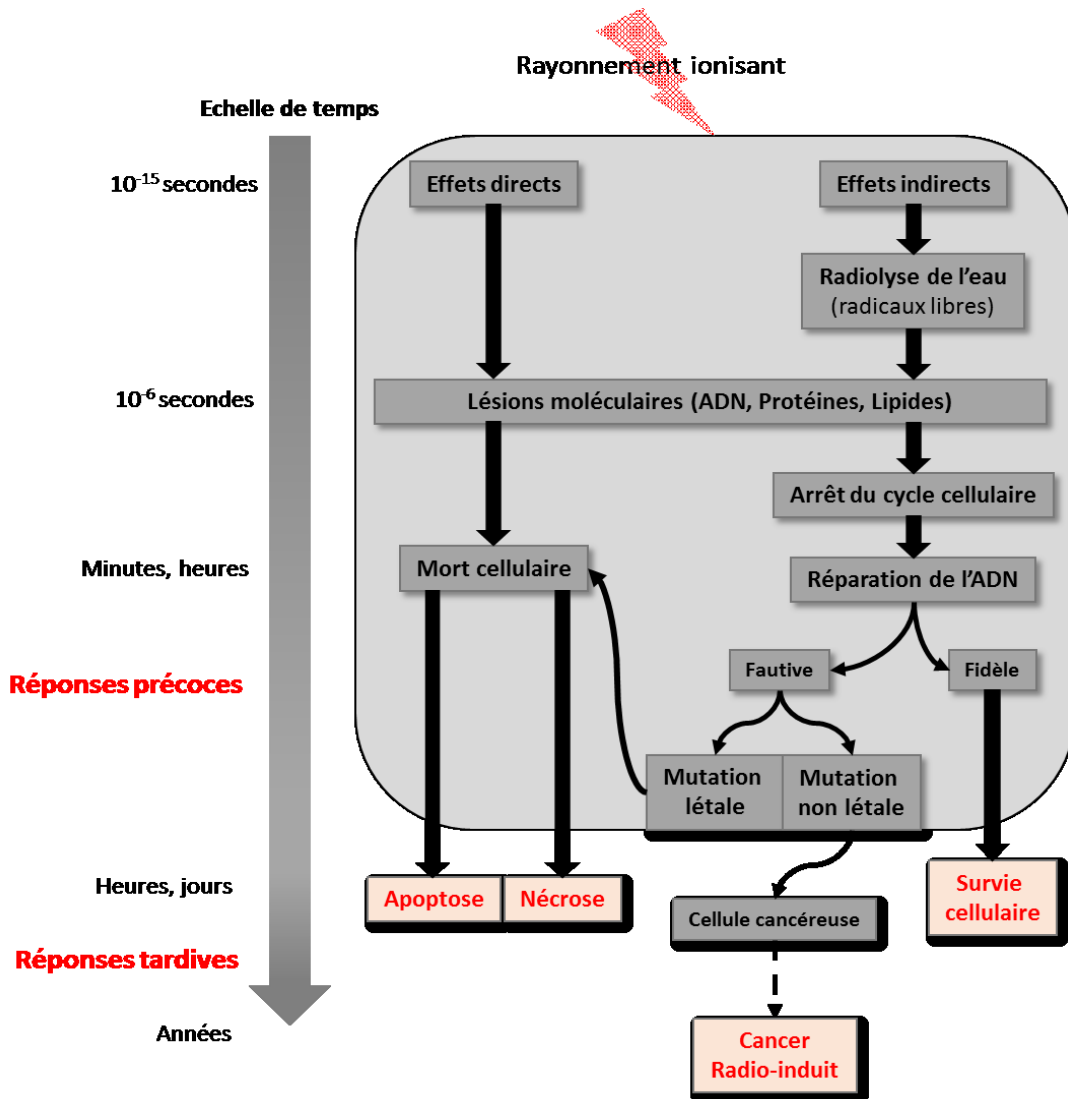 Rayonnement ionisant
Echelle de temps
10⁻¹⁵ secondes
Effets directs
Effets indirects
Radiolyse de l’eau
(radicaux libres)
10⁻⁶ secondes
Lésions moléculaires (ADN, Protéines, Lipides)
Arrêt du cycle cellulaire
Minutes, heures
Mort cellulaire
Réparation de l’ADN
Réponses précoces
Fautive
Fidèle
Mutation
létale
Mutation
non létale
Heures, jours
Apoptose
Nécrose
Cellule cancéreuse
Survie
cellulaire
Réponses tardives
Années
Cancer
Radio-induit